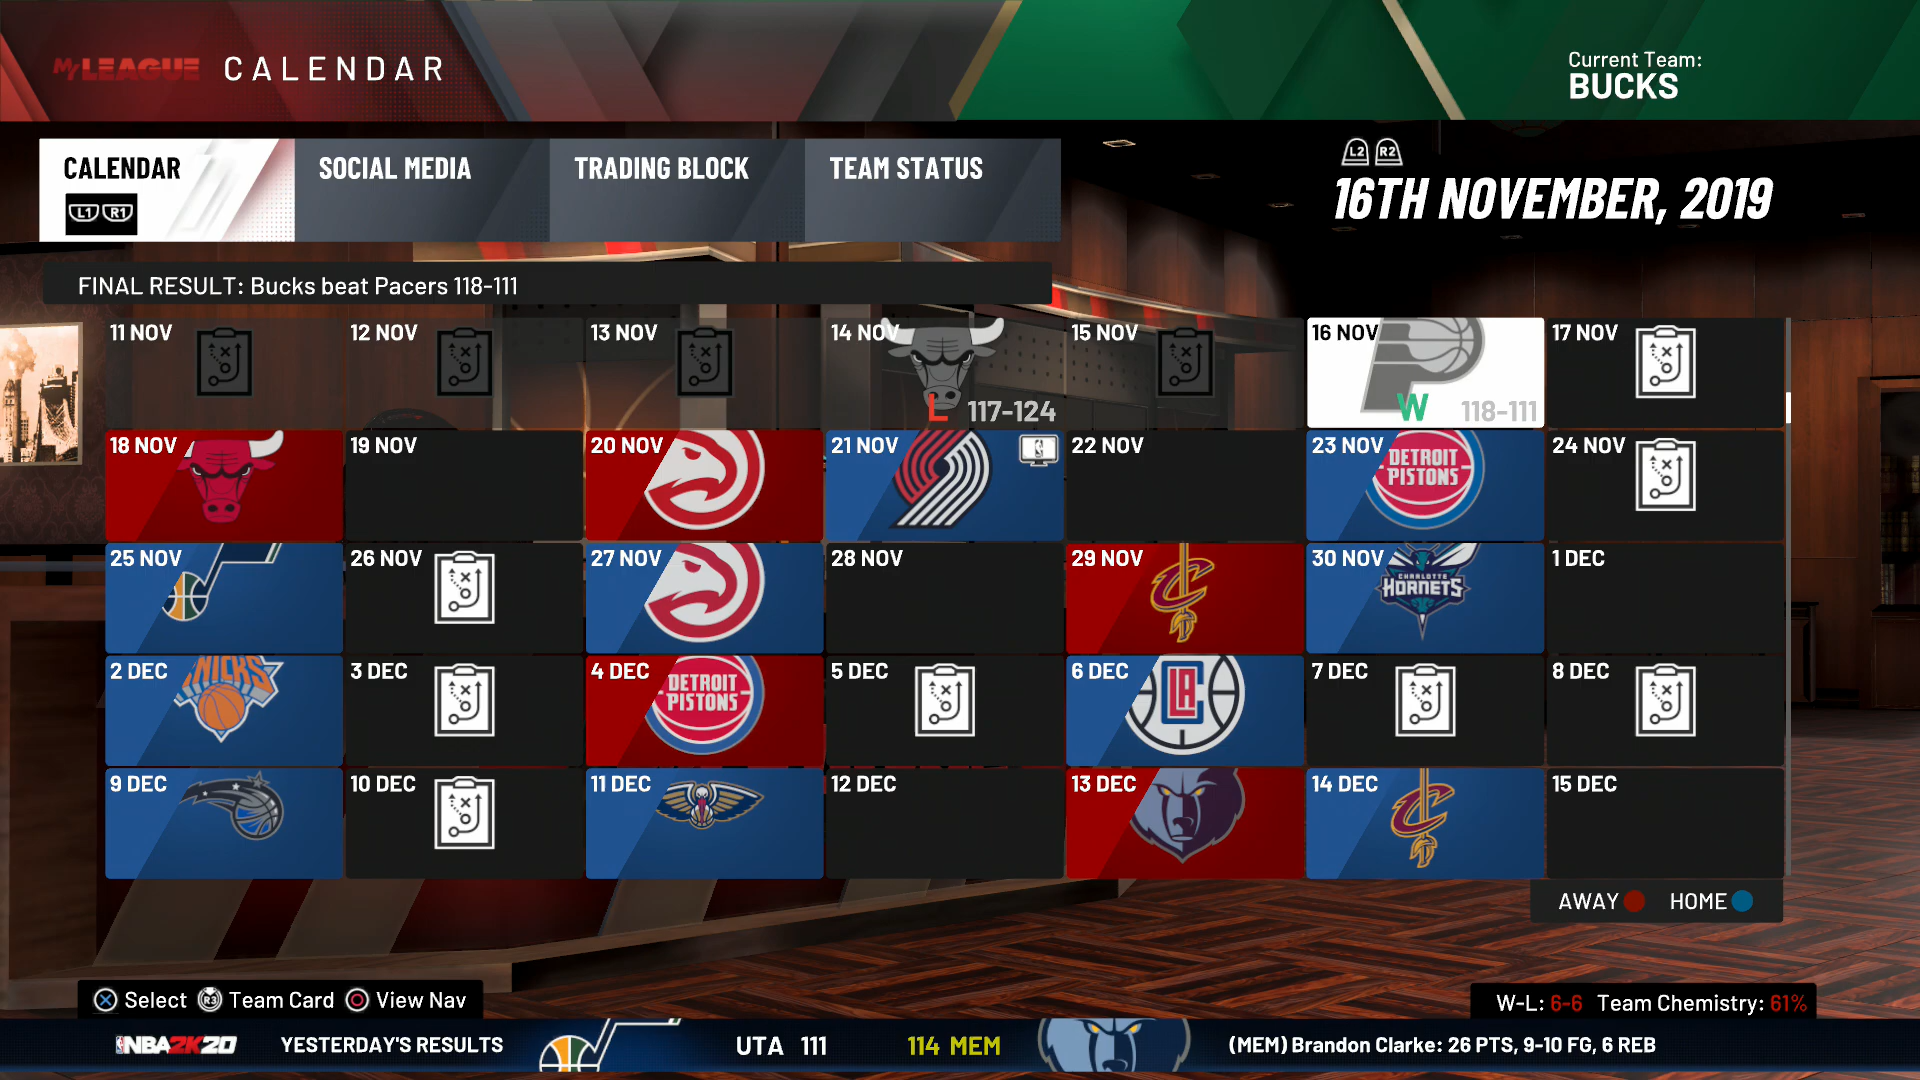 MyLEAGUE CALENDAR
Current Team:
BUCKS
CALENDAR
L1 R1
SOCIAL MEDIA
TRADING BLOCK
TEAM STATUS
L2 R2
16TH NOVEMBER, 2019
FINAL RESULT: Bucks beat Pacers 118-111
11 NOV
12 NOV
13 NOV
14 NOV
L 117-124
15 NOV
16 NOV
W 118-111
17 NOV
18 NOV
19 NOV
20 NOV
21 NOV
22 NOV
23 NOV
DETROIT
PISTONS
24 NOV
25 NOV
26 NOV
27 NOV
28 NOV
29 NOV
30 NOV
CHARLOTTE
HORNETS
1 DEC
2 DEC
3 DEC
4 DEC
DETROIT
PISTONS
5 DEC
6 DEC
LA
7 DEC
8 DEC
9 DEC
10 DEC
11 DEC
12 DEC
13 DEC
14 DEC
15 DEC
AWAY HOME
Select R3 Team Card View Nav
W-L: 6-6 Team Chemistry: 61%
NBA2K20 YESTERDAY'S RESULTS UTA 111 114 MEM (MEM) Brandon Clarke: 26 PTS, 9-10 FG, 6 REB